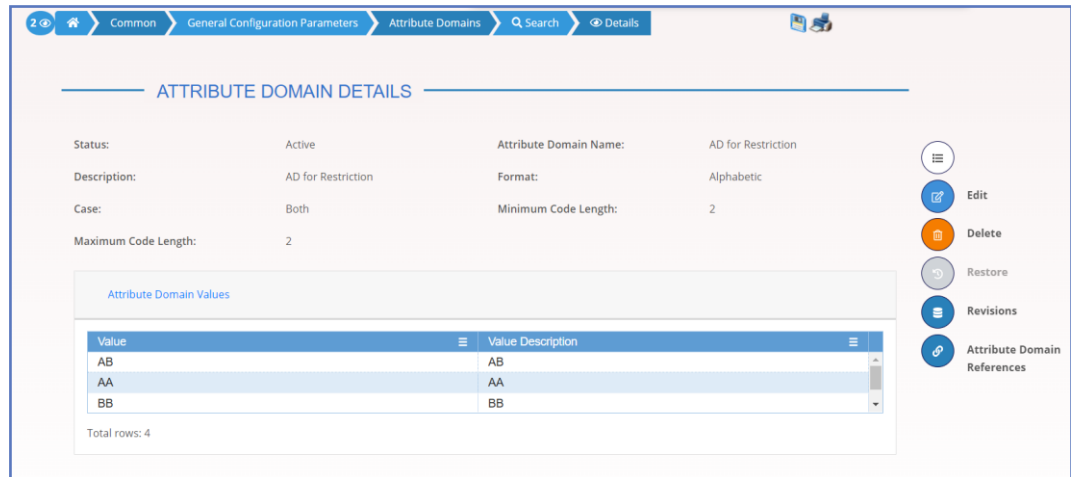 2 Common General Configuration Parameters Attribute Domains Search Details
ATTRIBUTE DOMAIN DETAILS
Status: Active Attribute Domain Name: AD for Restriction
Description: AD for Restriction Format: Alphabetic
Case: Both Minimum Code Length: 2
Maximum Code Length: 2
Attribute Domain Values
Value Value Description
AB AB
AA AA
BB BB
Total rows: 4
Edit
Delete
Restore
Revisions
Attribute Domain
References